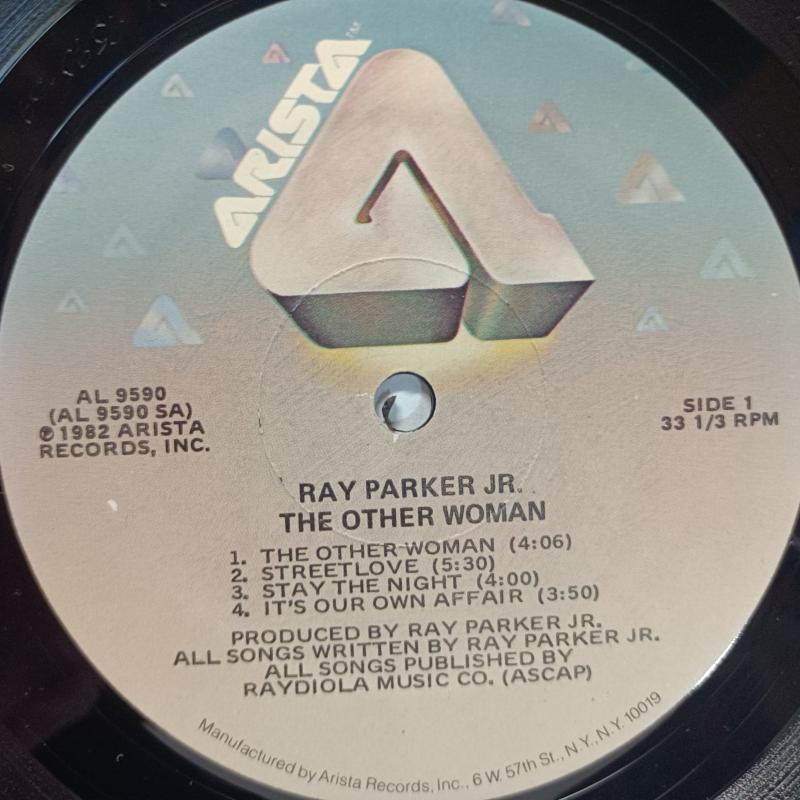 ARISTA™
AL 9590
(AL 9590 SA)
℗ 1982 ARISTA
RECORDS, INC.
SIDE 1
33 1/3 RPM
RAY PARKER JR.
THE OTHER WOMAN
1. THE OTHER WOMAN (4:06)
2. STREETLOVE (5:30)
3. STAY THE NIGHT (4:00)
4. IT'S OUR OWN AFFAIR (3:50)
PRODUCED BY RAY PARKER JR.
ALL SONGS WRITTEN BY RAY PARKER JR.
ALL SONGS PUBLISHED BY
RAYDIOLA MUSIC CO. (ASCAP)
Manufactured by Arista Records, Inc., 6 W. 57th St., N.Y., N.Y. 10019